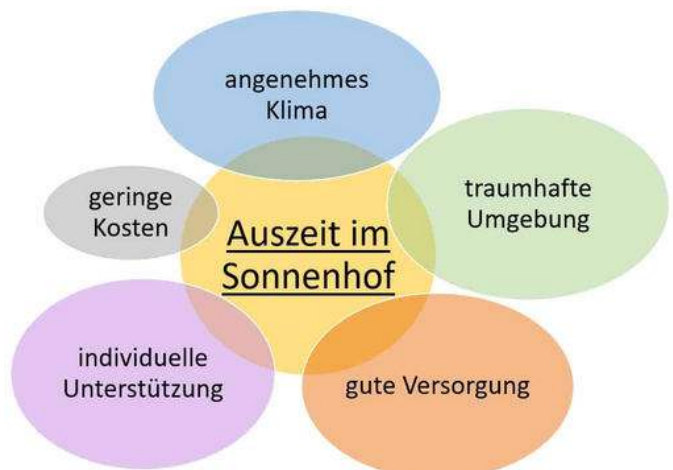 angenehmes
Klima
traumhafte
Umgebung
geringe
Kosten
Auszeit im
Sonnenhof
individuelle
Unterstützung
gute Versorgung